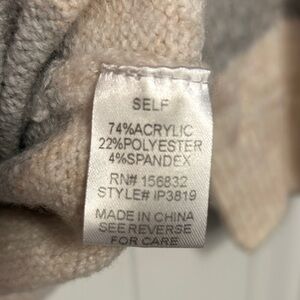 SELF
74%ACRYLIC
22%POLYESTER
4%SPANDEX
RN# 156832
STYLE# IP3819
MADE IN CHINA
SEE REVERSE
FOR CARE